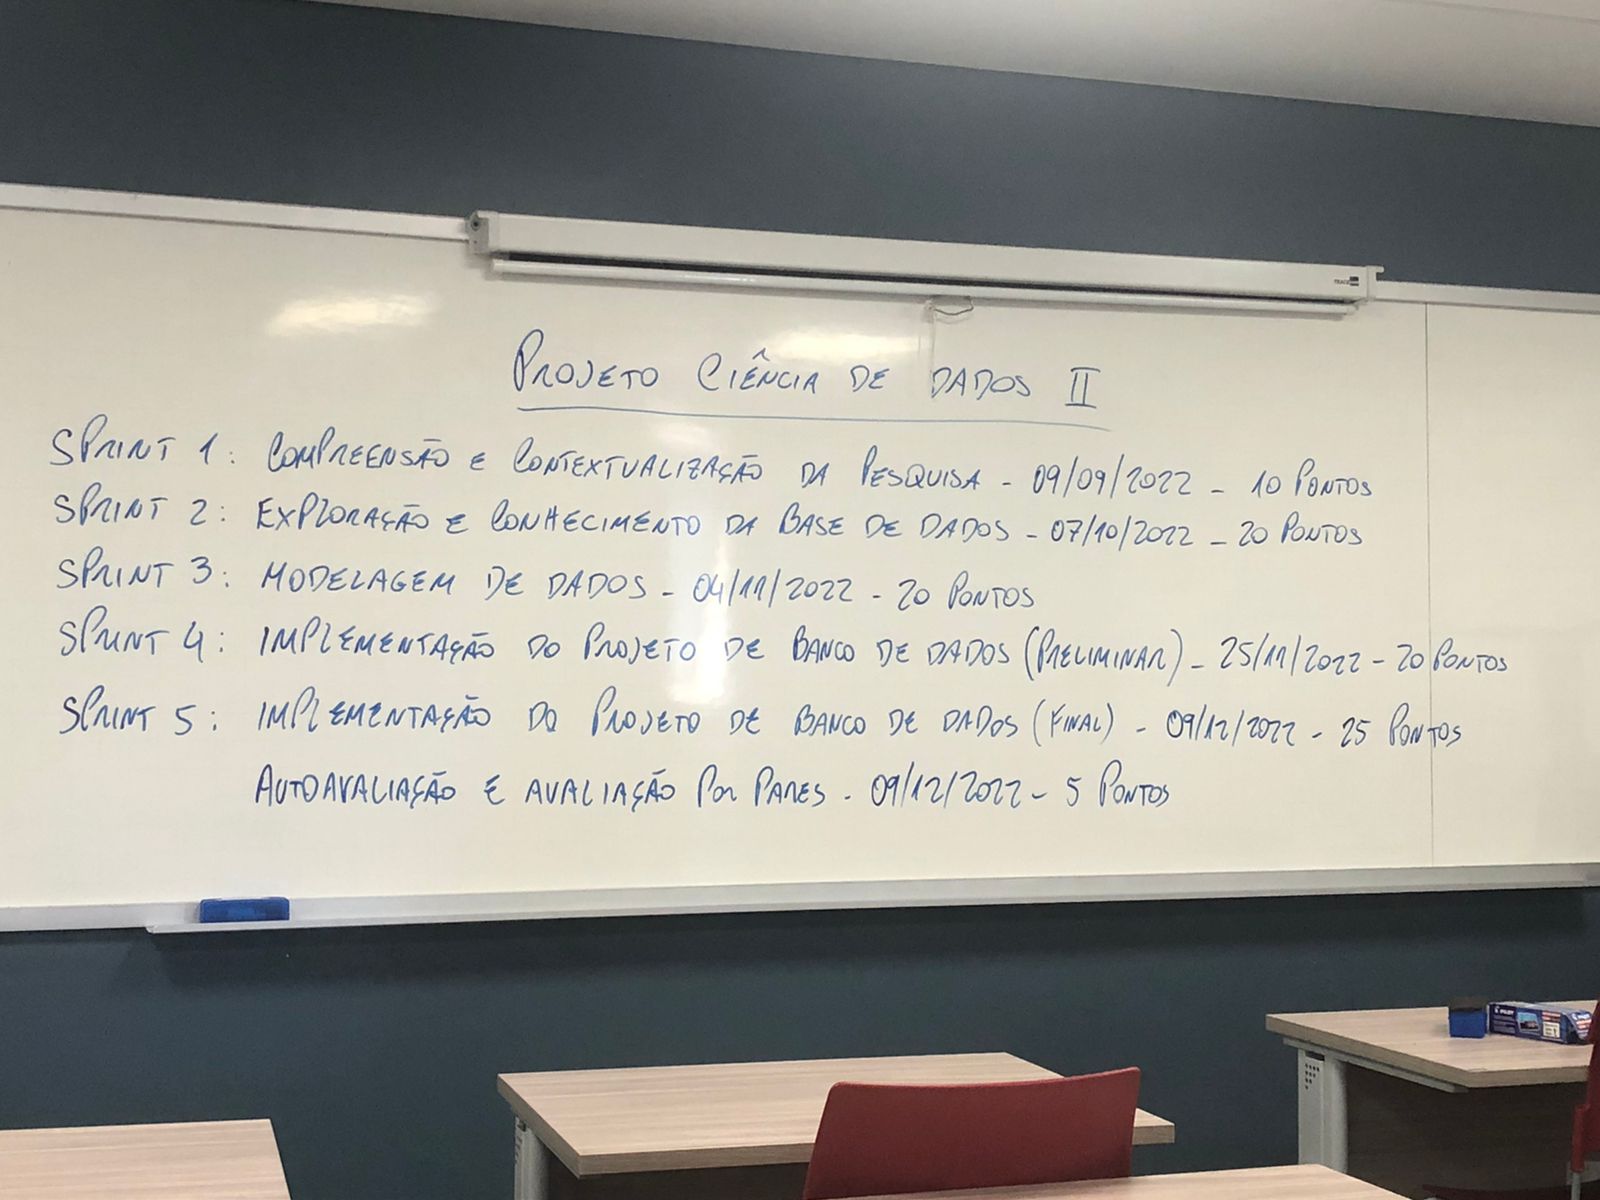 PROJETO CIÊNCIA DE DADOS II
SPRINT 1: COMPREENSÃO E CONTEXTUALIZAÇÃO DA PESQUISA - 09/09/2022 - 10 PONTOS
SPRINT 2: EXPLORAÇÃO E CONHECIMENTO DA BASE DE DADOS - 07/10/2022 - 20 PONTOS
SPRINT 3: MODELAGEM DE DADOS - 04/11/2022 - 20 PONTOS
SPRINT 4: IMPLEMENTAÇÃO DO PROJETO DE BANCO DE DADOS (PRELIMINAR) - 25/11/2022 - 20 PONTOS
SPRINT 5: IMPLEMENTAÇÃO DO PROJETO DE BANCO DE DADOS (FINAL) - 09/12/2022 - 25 PONTOS
AUTOAVALIAÇÃO E AVALIAÇÃO POR PARES - 09/12/2022 - 5 PONTOS
PILOT